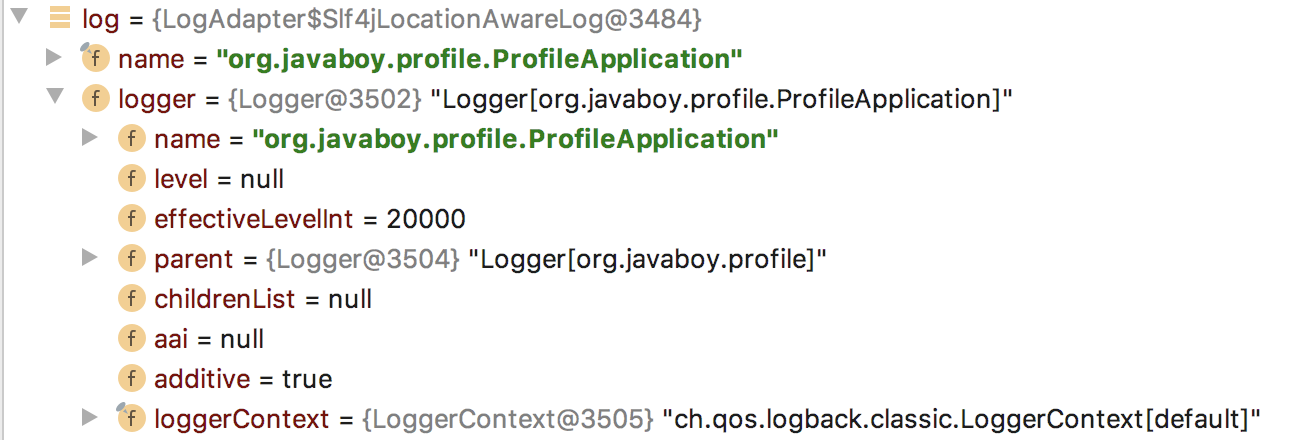 log = {LogAdapter$Slf4jLocationAwareLog@3484}
f name = "org.javaboy.profile.ProfileApplication"
f logger = {Logger@3502} "Logger[org.javaboy.profile.ProfileApplication]"
f name = "org.javaboy.profile.ProfileApplication"
f level = null
f effectiveLevelInt = 20000
f parent = {Logger@3504} "Logger[org.javaboy.profile]"
f childrenList = null
f aai = null
f additive = true
f loggerContext = {LoggerContext@3505} "ch.qos.logback.classic.LoggerContext[default]"